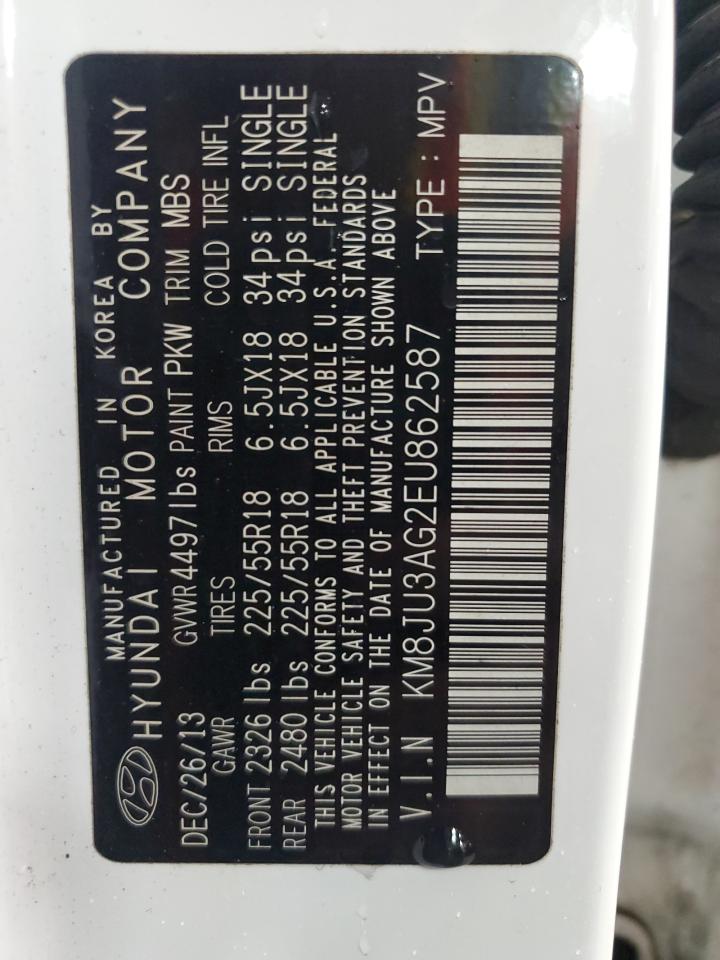 MANUFACTURED IN KOREA BY
HYUNDAI MOTOR COMPANY
DEC/26/13 GVWR4497lbs PAINT PKW TRIM MBS
GAWR TIRES RIMS COLD TIRE INFL
FRONT 2326 lbs 225/55R18 6.5JX18 34psi SINGLE
REAR 2480 lbs 225/55R18 6.5JX18 34psi SINGLE
THIS VEHICLE CONFORMS TO ALL APPLICABLE U.S.A. FEDERAL
MOTOR VEHICLE SAFETY AND THEFT PREVENTION STANDARDS
IN EFFECT ON THE DATE OF MANUFACTURE SHOWN ABOVE
V.I.N KM8JU3AG2EU862587 TYPE : MPV